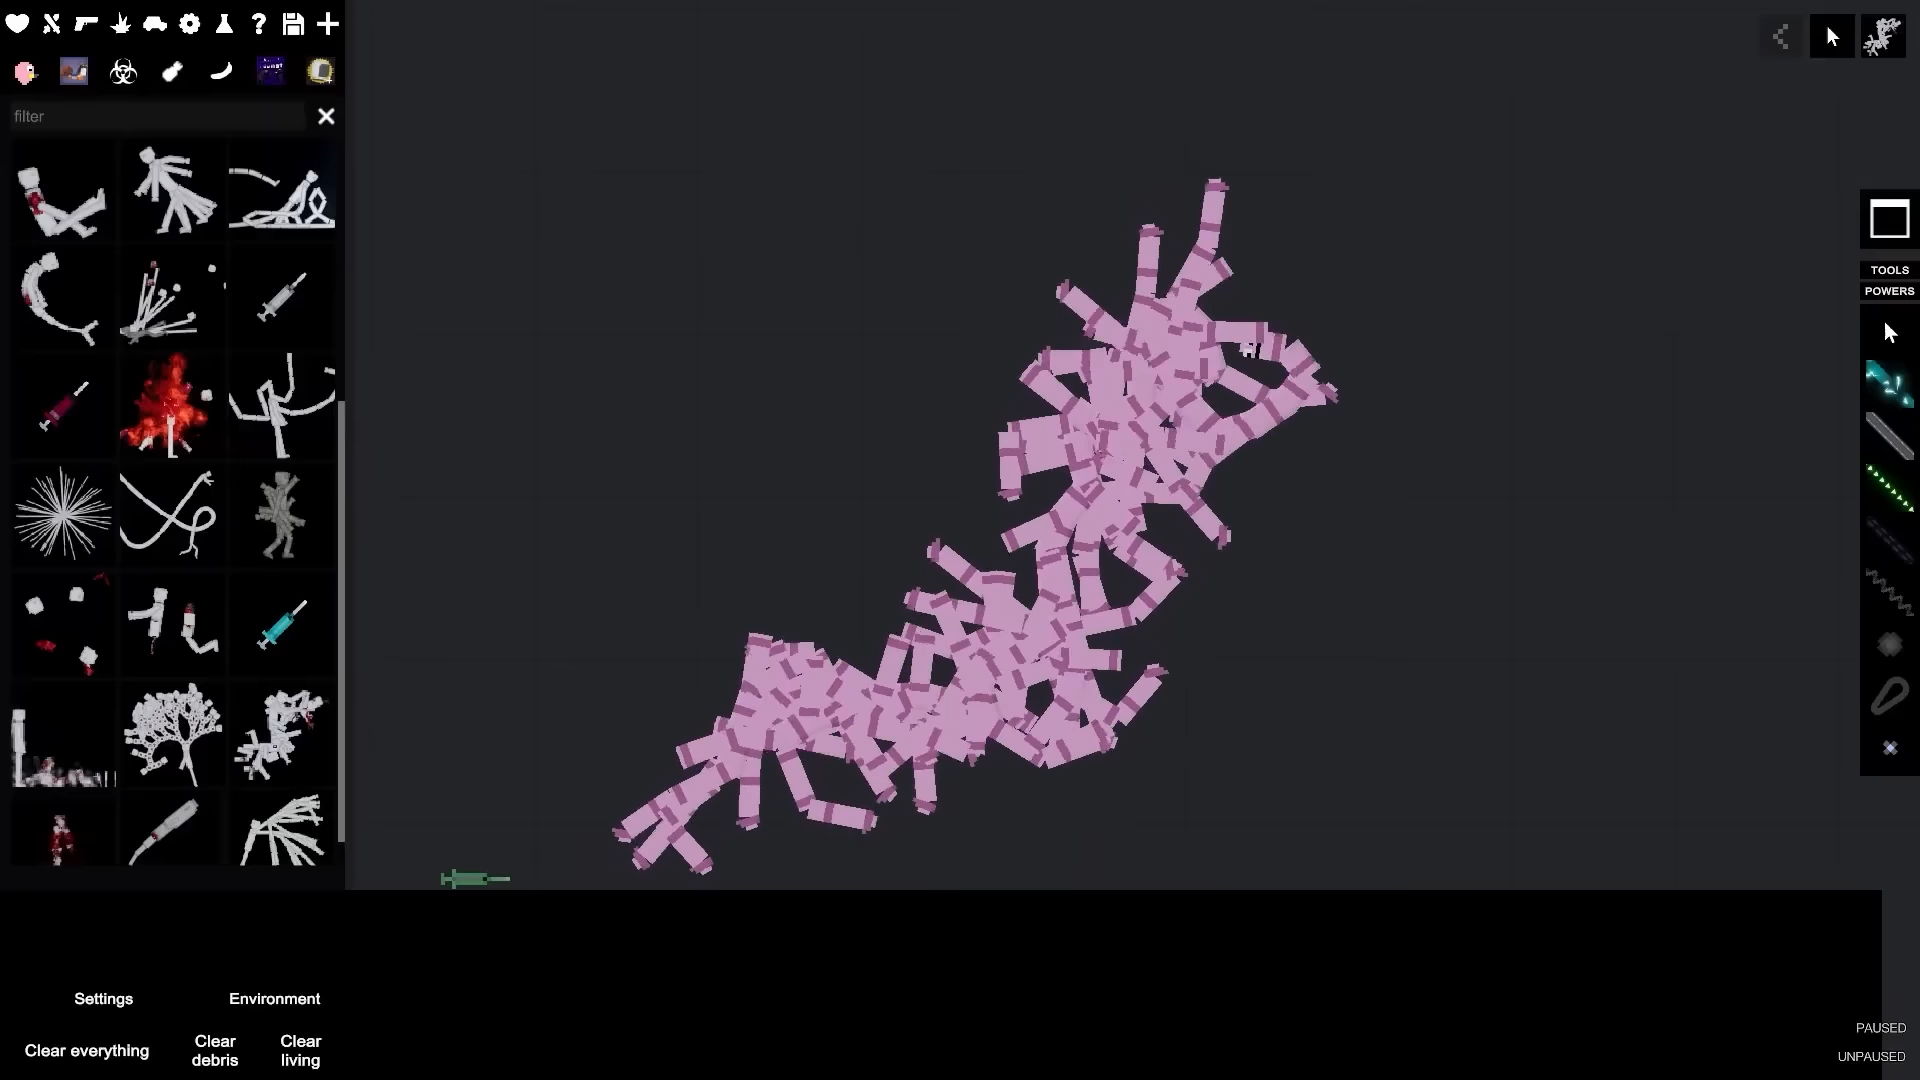 filter
TOOLS
POWERS
Settings
Environment
Clear everything
Clear
debris
Clear
living
PAUSED
UNPAUSED